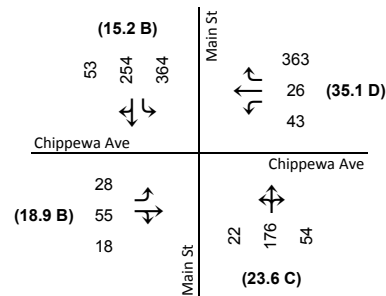 (15.2 B)
53 254 364
Main St
363
26 (35.1 D)
43
Chippewa Ave
Chippewa Ave
28
(18.9 B) 55
18
Main St
22 176 54
(23.6 C)